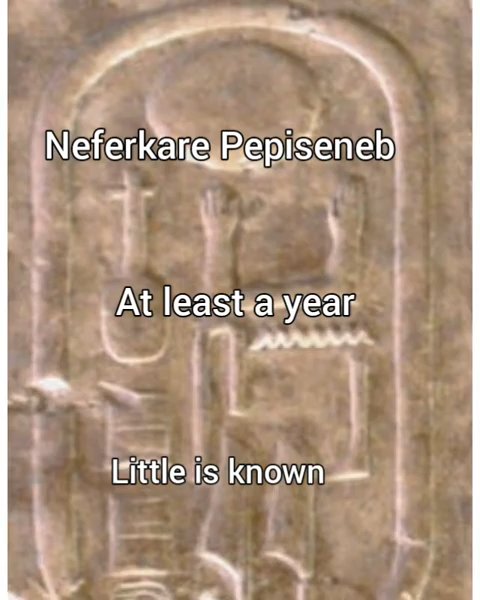 Neferkare Pepiseneb
At least a year
Little is known